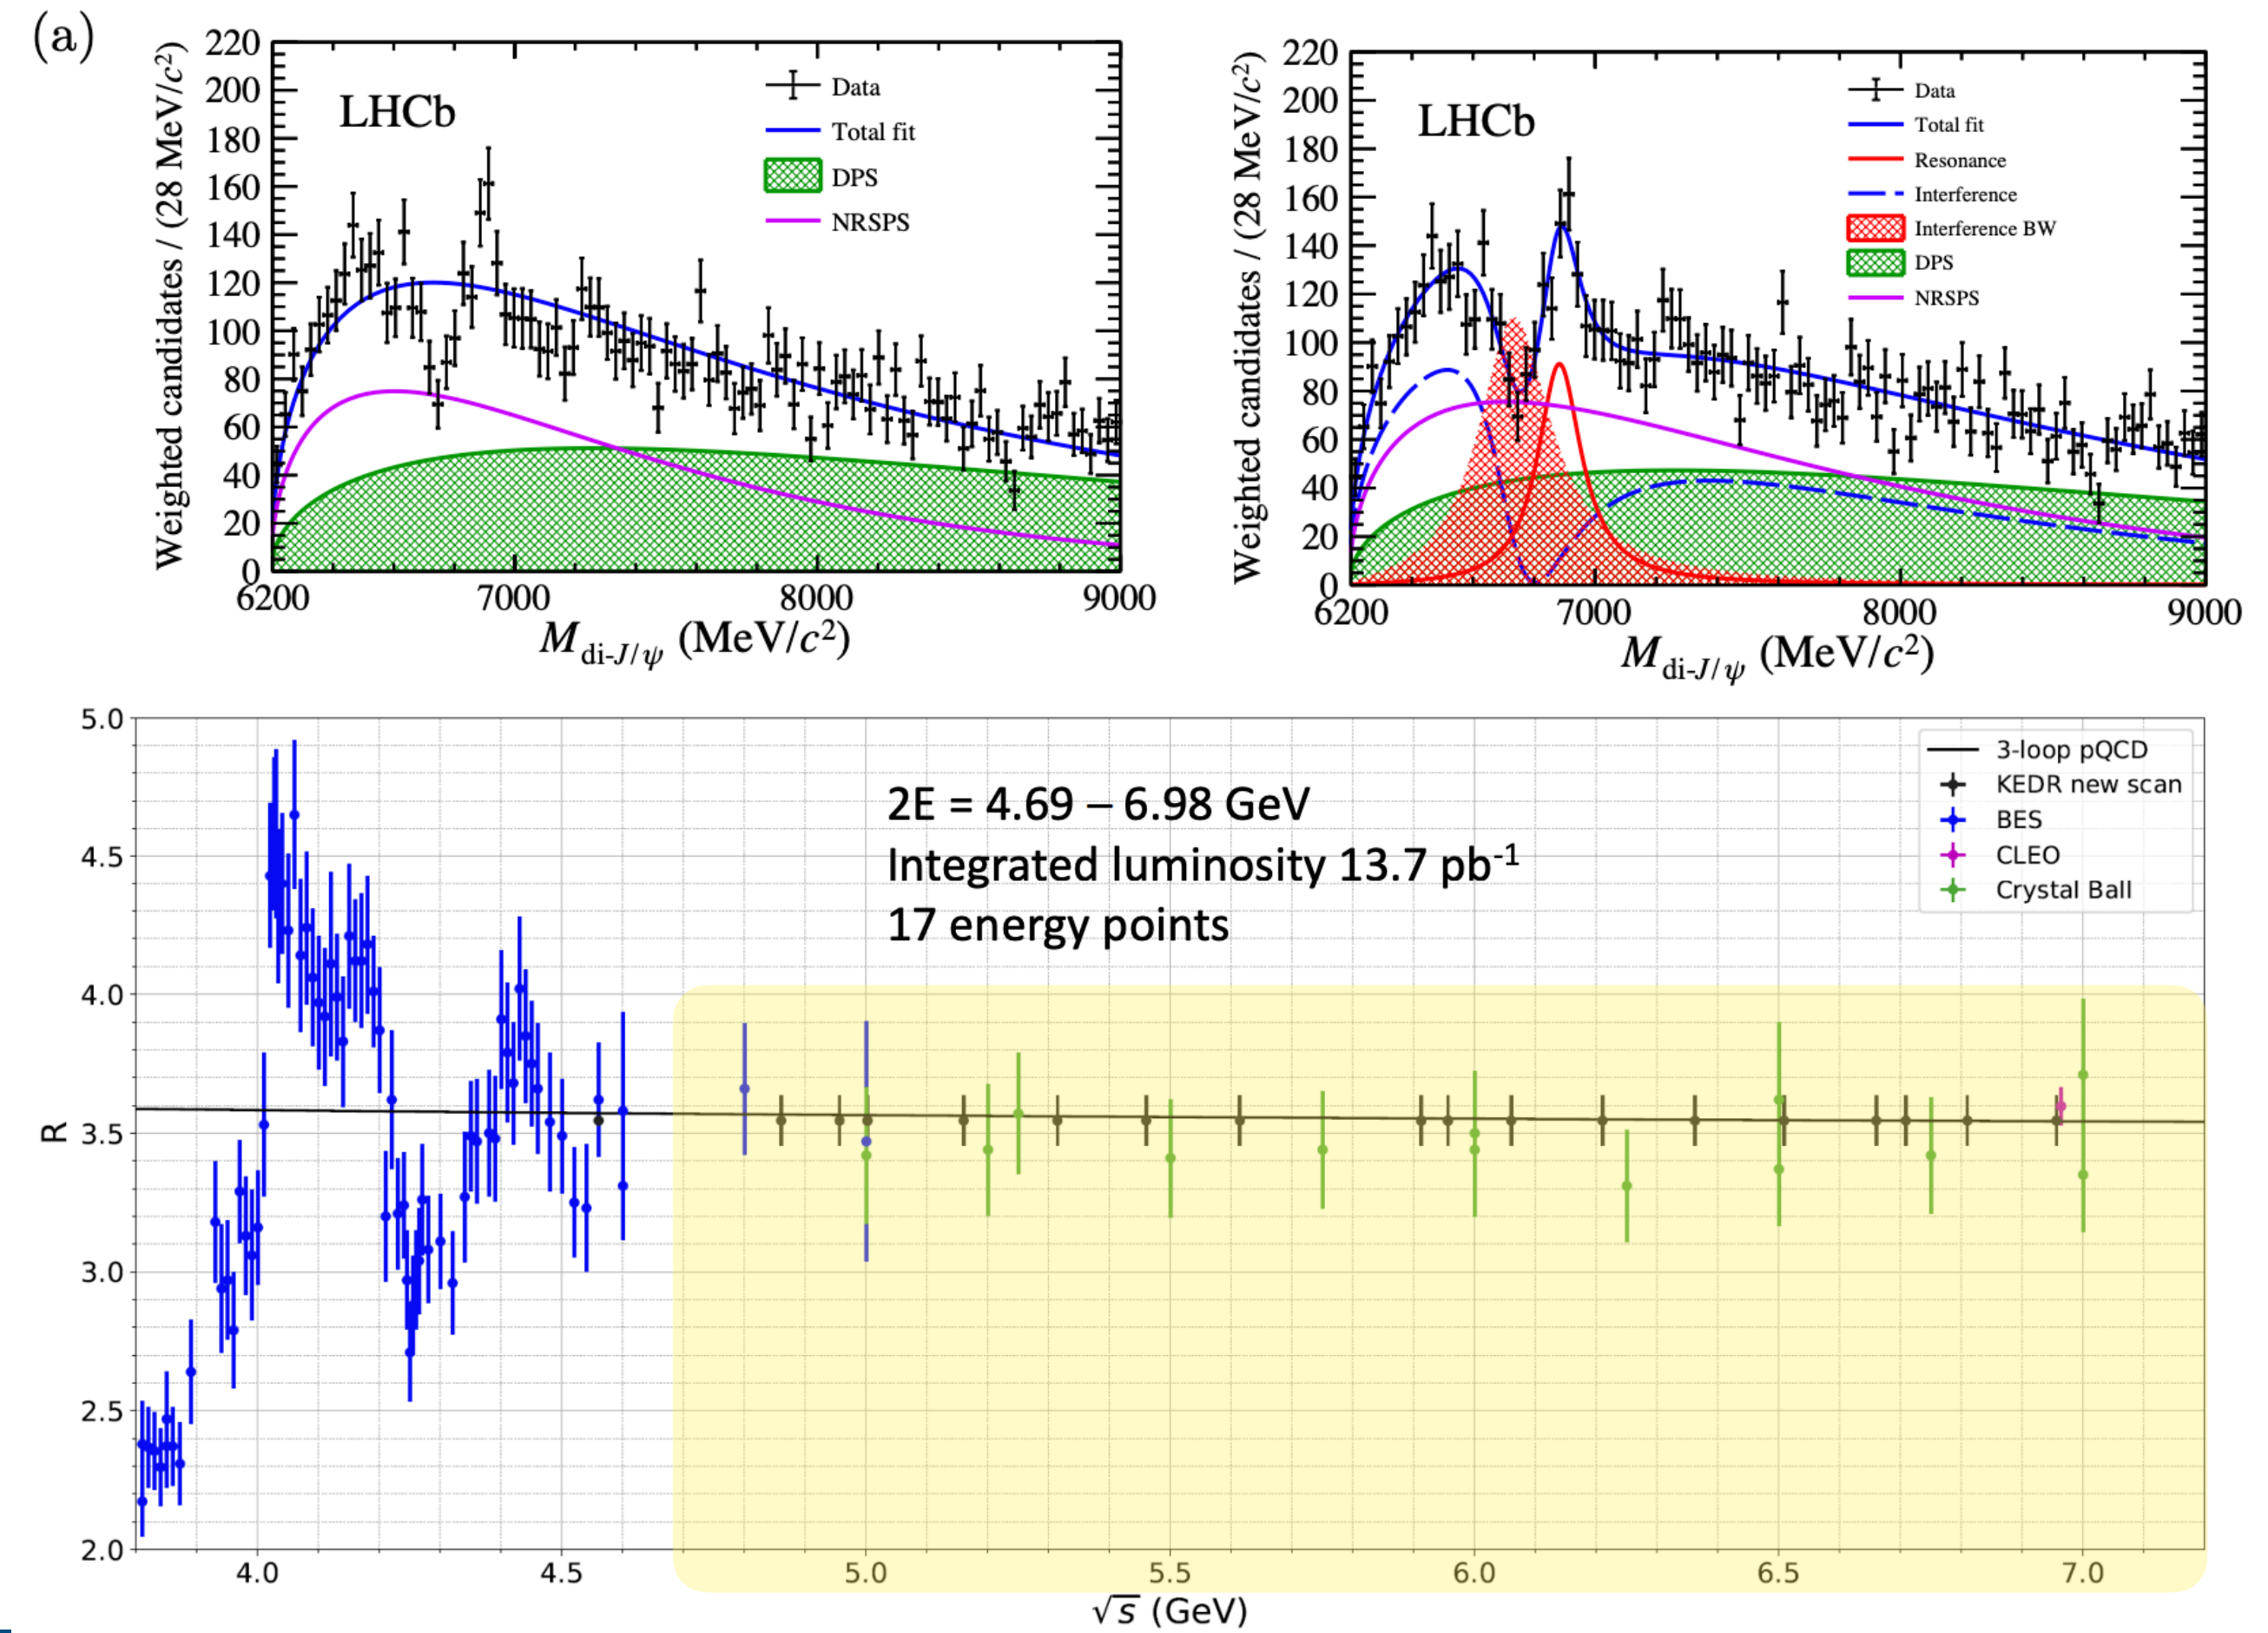 (a)
Weighted candidates / (28 MeV/c²)
220
200
180
160
140
120
100
80
60
40
20
0
LHCb
Data
Total fit
DPS
NRSPS
6200 7000 8000 9000
M di-J/ψ (MeV/c²)
Weighted candidates / (28 MeV/c²)
220
200
180
160
140
120
100
80
60
40
20
0
LHCb
Data
Total fit
Resonance
Interference
Interference BW
DPS
NRSPS
6200 7000 8000 9000
M di-J/ψ (MeV/c²)
R
5.0
4.5
4.0
3.5
3.0
2.5
2.0
2E = 4.69 – 6.98 GeV
Integrated luminosity 13.7 pb⁻¹
17 energy points
3-loop pQCD
KEDR new scan
BES
CLEO
Crystal Ball
4.0 4.5 5.0 5.5 6.0 6.5 7.0
√s (GeV)